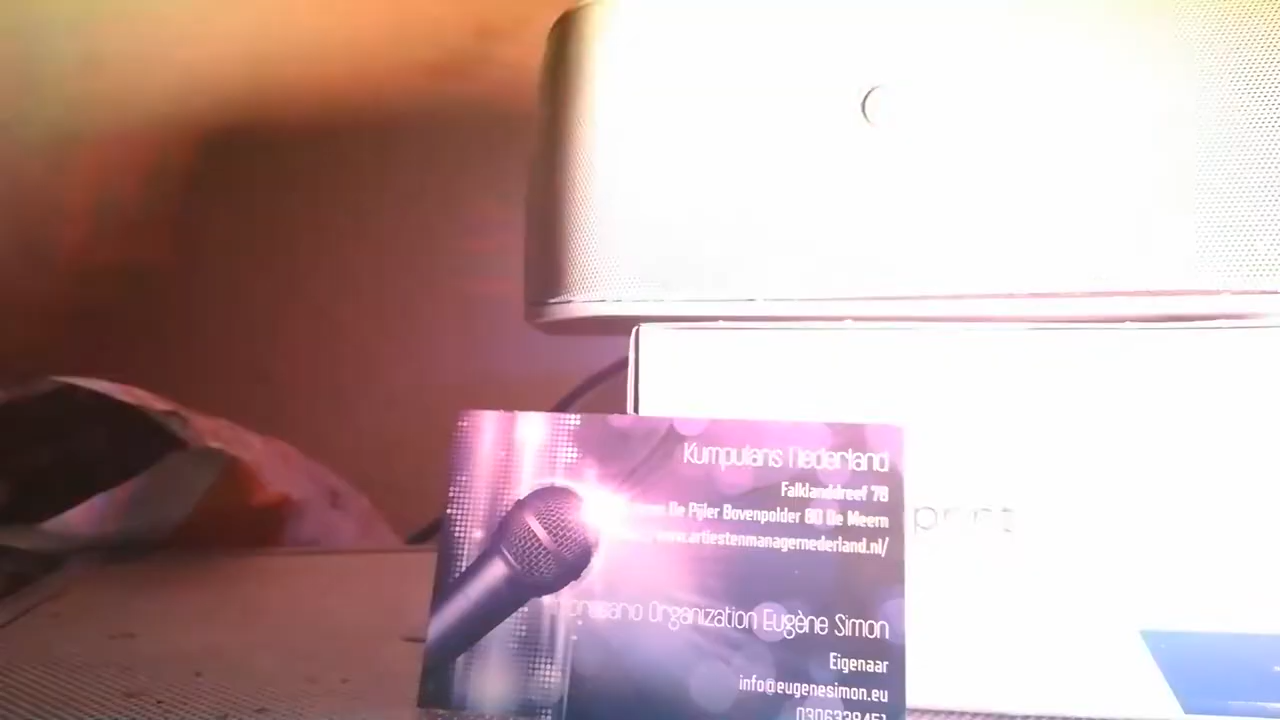 Kumpulans Nederland
Falklanddreef 78
De Pijler Bovenpolder 80 De Meern
www.artiestenmanagernederland.nl/
Organization Eugène Simon
Eigenaar
info@eugenesimon.eu